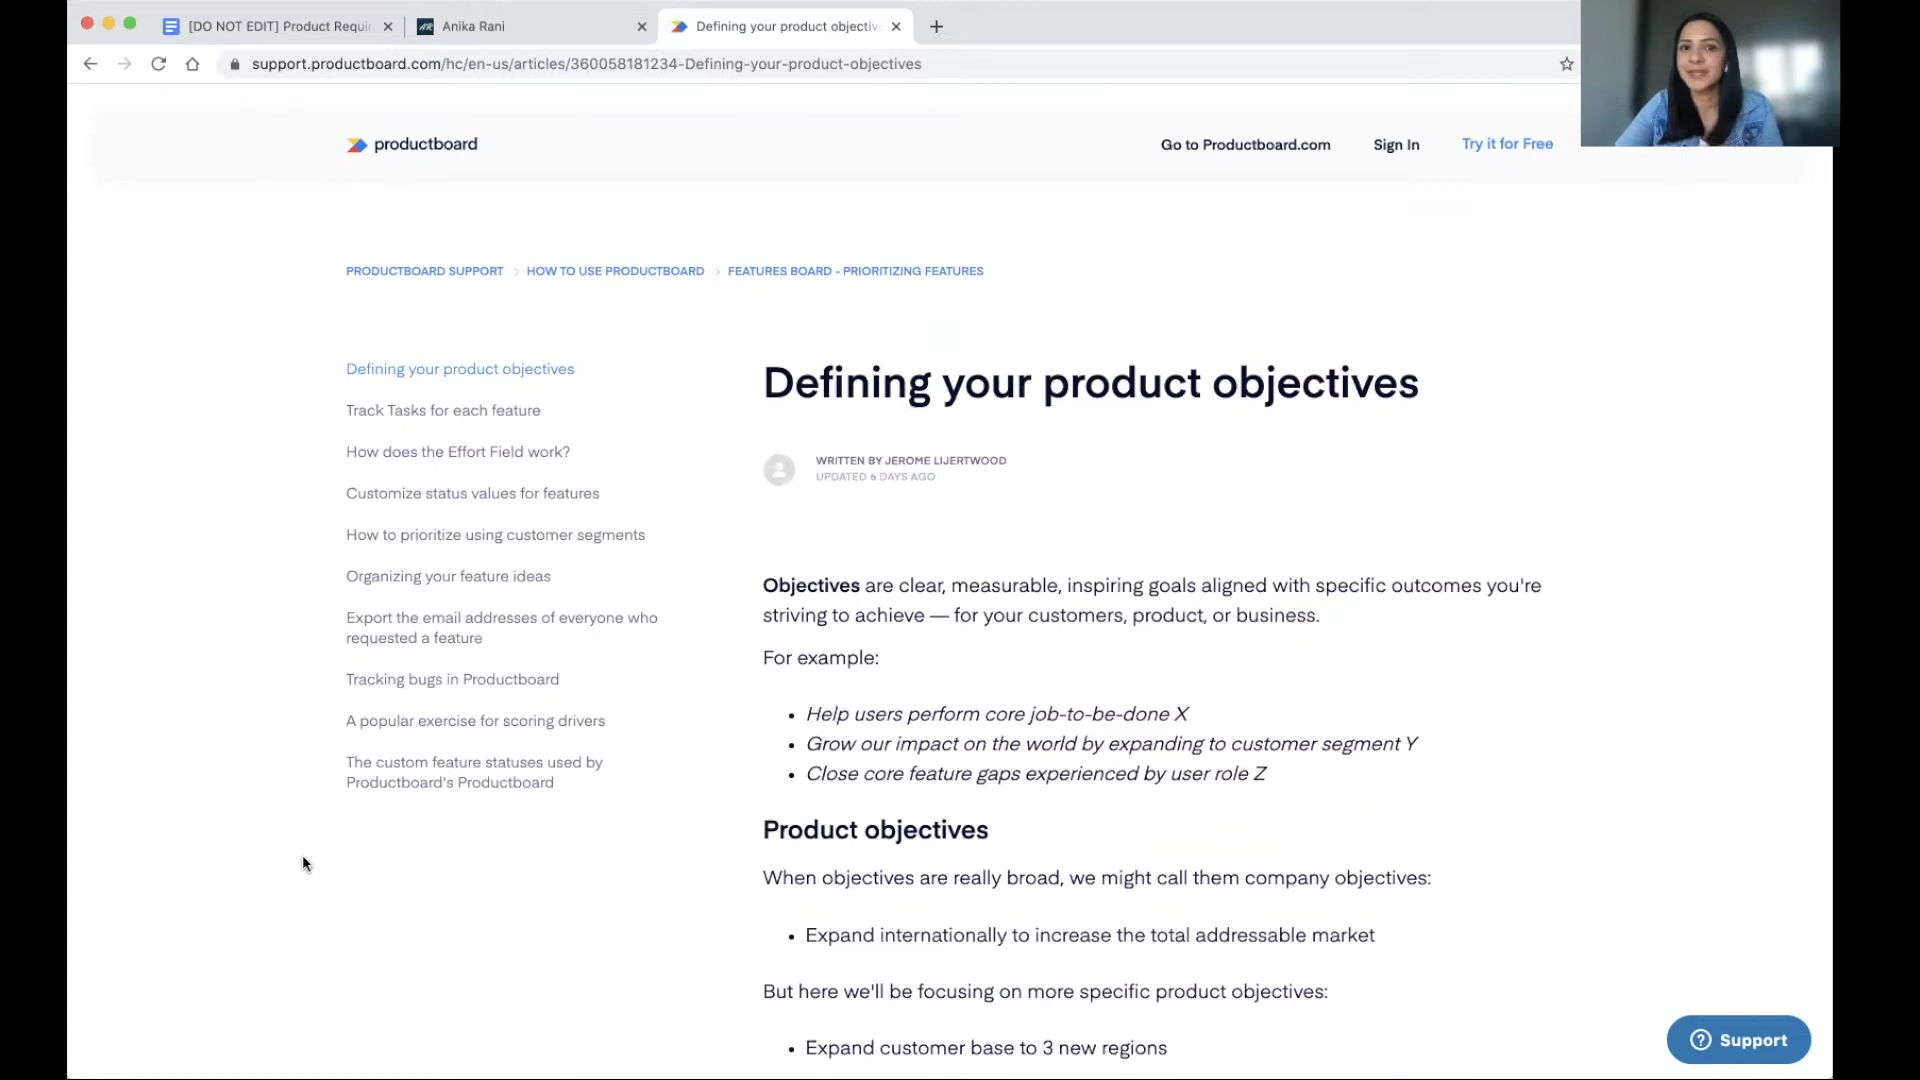 [DO NOT EDIT] Product Requi
Anika Rani
Defining your product objectiv
support.productboard.com/hc/en-us/articles/360058181234-Defining-your-product-objectives
productboard
Go to Productboard.com
Sign In
Try it for Free
PRODUCTBOARD SUPPORT > HOW TO USE PRODUCTBOARD > FEATURES BOARD - PRIORITIZING FEATURES
Defining your product objectives
Track Tasks for each feature
How does the Effort Field work?
Customize status values for features
How to prioritize using customer segments
Organizing your feature ideas
Export the email addresses of everyone who
requested a feature
Tracking bugs in Productboard
A popular exercise for scoring drivers
The custom feature statuses used by
Productboard's Productboard
Defining your product objectives
WRITTEN BY JEROME LIJERTWOOD
UPDATED 6 DAYS AGO
Objectives are clear, measurable, inspiring goals aligned with specific outcomes you're
striving to achieve — for your customers, product, or business.
For example:
• Help users perform core job-to-be-done X
• Grow our impact on the world by expanding to customer segment Y
• Close core feature gaps experienced by user role Z
Product objectives
When objectives are really broad, we might call them company objectives:
• Expand internationally to increase the total addressable market
But here we'll be focusing on more specific product objectives:
• Expand customer base to 3 new regions
Support